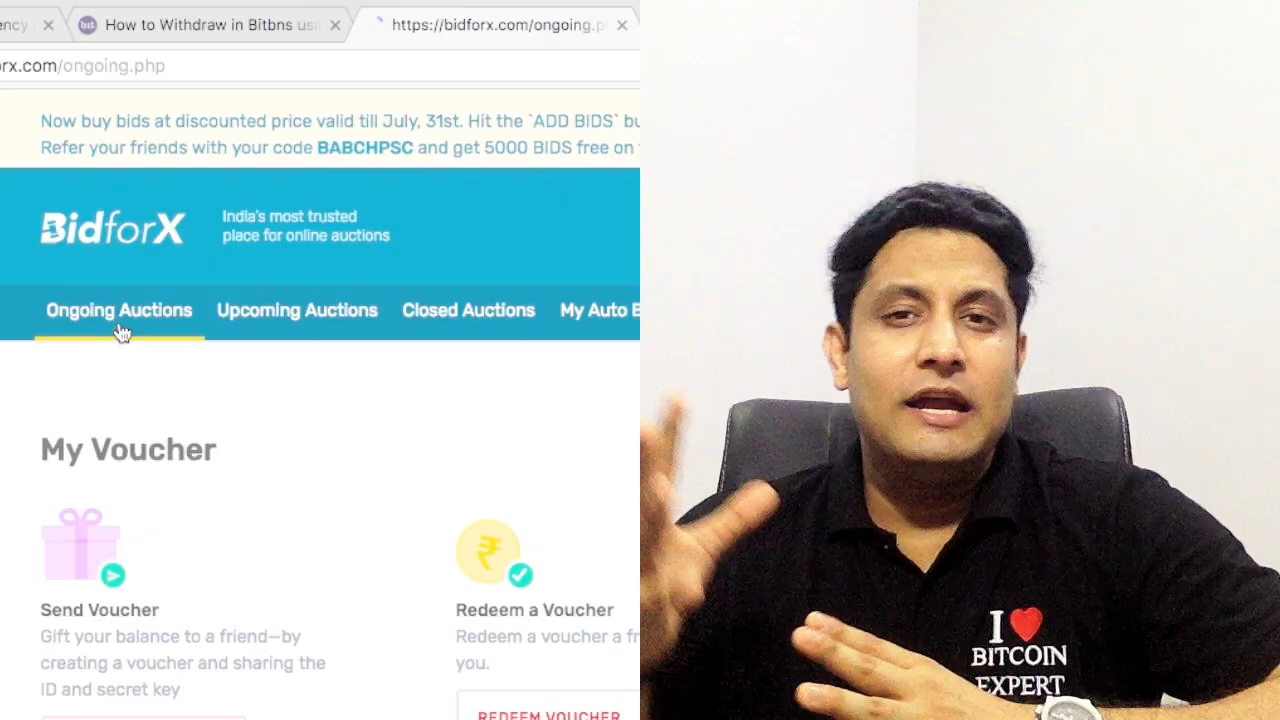 ency
How to Withdraw in Bitbns usi
https://bidforx.com/ongoing.p
rx.com/ongoing.php
Now buy bids at discounted price valid till July, 31st. Hit the `ADD BIDS` bu
Refer your friends with your code BABCHPSC and get 5000 BIDS free on
BidforX
India's most trusted
place for online auctions
Ongoing Auctions
Upcoming Auctions
Closed Auctions
My Auto B
My Voucher
Send Voucher
Gift your balance to a friend—by
creating a voucher and sharing the
ID and secret key
Redeem a Voucher
Redeem a voucher a fr
you.
REDEEM VOUCHER
I ❤
BITCOIN
EXPERT